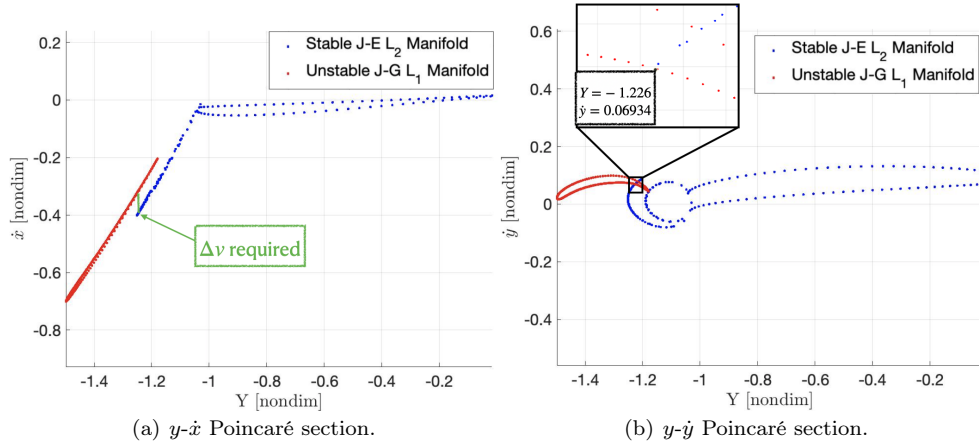 0.2
0
-0.2
-0.4
-0.6
-0.8
ẋ [nondim]
-1.4 -1.2 -1 -0.8 -0.6 -0.4 -0.2
Y [nondim]
Stable J-E L₂ Manifold
Unstable J-G L₁ Manifold
Δv required
(a) y-ẋ Poincaré section.
0.4
0.2
0
-0.2
-0.4
ẏ [nondim]
-1.4 -1.2 -1 -0.8 -0.6 -0.4 -0.2
Y [nondim]
Stable J-E L₂ Manifold
Unstable J-G L₁ Manifold
Y = − 1.226
ẏ = 0.06934
(b) y-ẏ Poincaré section.